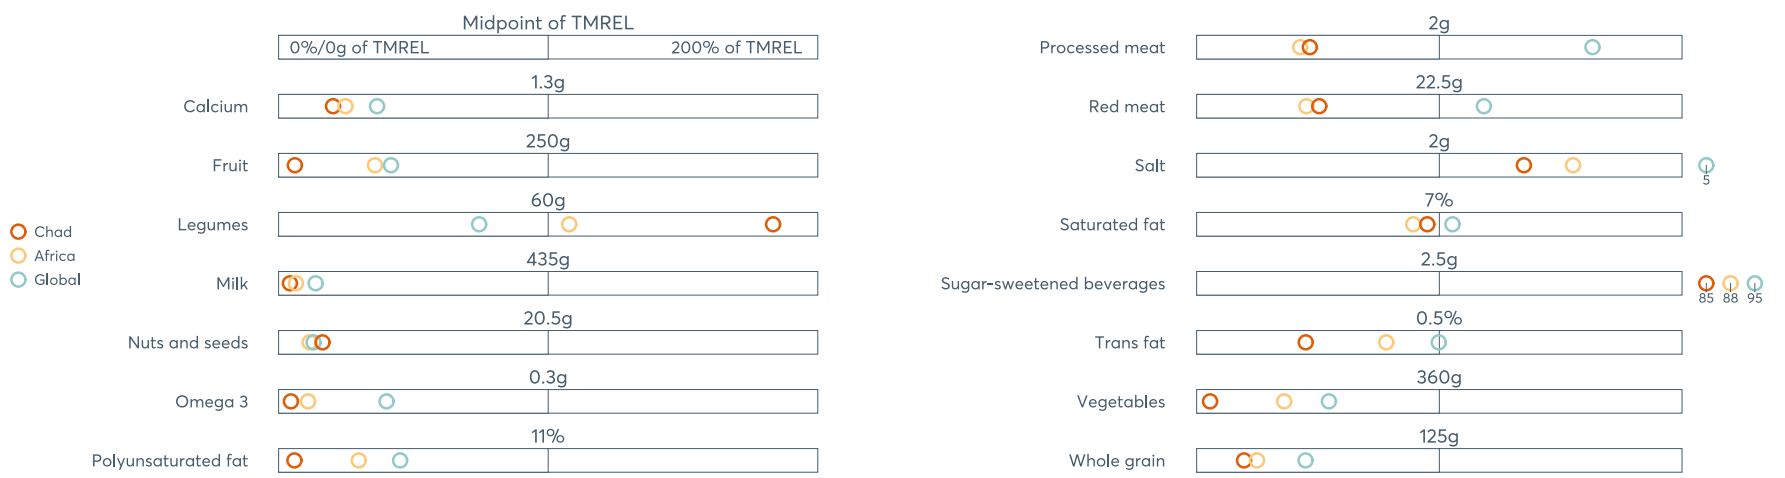 Midpoint of TMREL
0%/0g of TMREL 200% of TMREL
1.3g
Calcium
250g
Fruit
60g
Legumes
435g
Milk
20.5g
Nuts and seeds
0.3g
Omega 3
11%
Polyunsaturated fat
Chad
Africa
Global
2g
Processed meat
22.5g
Red meat
2g
Salt
5
7%
Saturated fat
2.5g
Sugar-sweetened beverages
85 88 95
0.5%
Trans fat
360g
Vegetables
125g
Whole grain